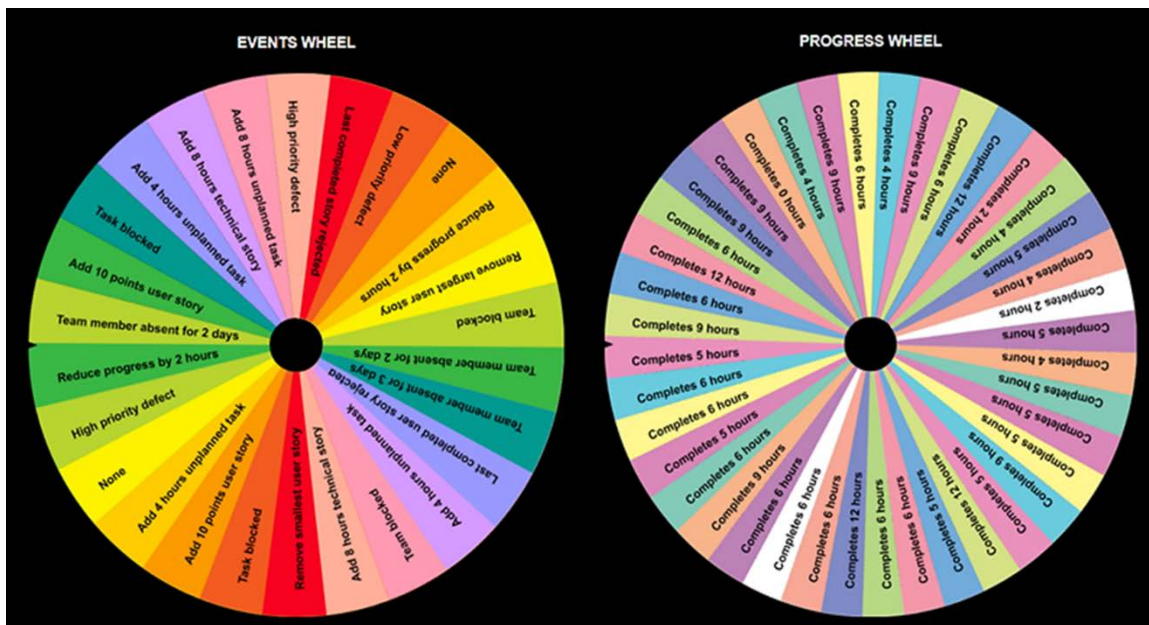 EVENTS WHEEL
High priority defect
Last completed story rejected
Low priority defect
None
Reduce progress by 2 hours
Remove largest user story
Team blocked
Team member absent for 2 days
Team member absent for 3 days
Last completed user story rejected
Add 4 hours unplanned task
Team blocked
Add 8 hours technical story
Remove smallest user story
Task blocked
Add 10 points user story
Add 4 hours unplanned task
None
High priority defect
Reduce progress by 2 hours
Team member absent for 2 days
Add 10 points user story
Task blocked
Add 4 hours unplanned task
Add 8 hours technical story
Add 8 hours unplanned task
PROGRESS WHEEL
Completes 6 hours
Completes 4 hours
Completes 9 hours
Completes 6 hours
Completes 12 hours
Completes 2 hours
Completes 4 hours
Completes 5 hours
Completes 4 hours
Completes 2 hours
Completes 5 hours
Completes 4 hours
Completes 5 hours
Completes 5 hours
Completes 5 hours
Completes 9 hours
Completes 5 hours
Completes 12 hours
Completes 5 hours
Completes 6 hours
Completes 6 hours
Completes 12 hours
Completes 6 hours
Completes 6 hours
Completes 6 hours
Completes 9 hours
Completes 6 hours
Completes 5 hours
Completes 6 hours
Completes 6 hours
Completes 5 hours
Completes 9 hours
Completes 6 hours
Completes 12 hours
Completes 6 hours
Completes 9 hours
Completes 9 hours
Completes 0 hours
Completes 4 hours
Completes 9 hours